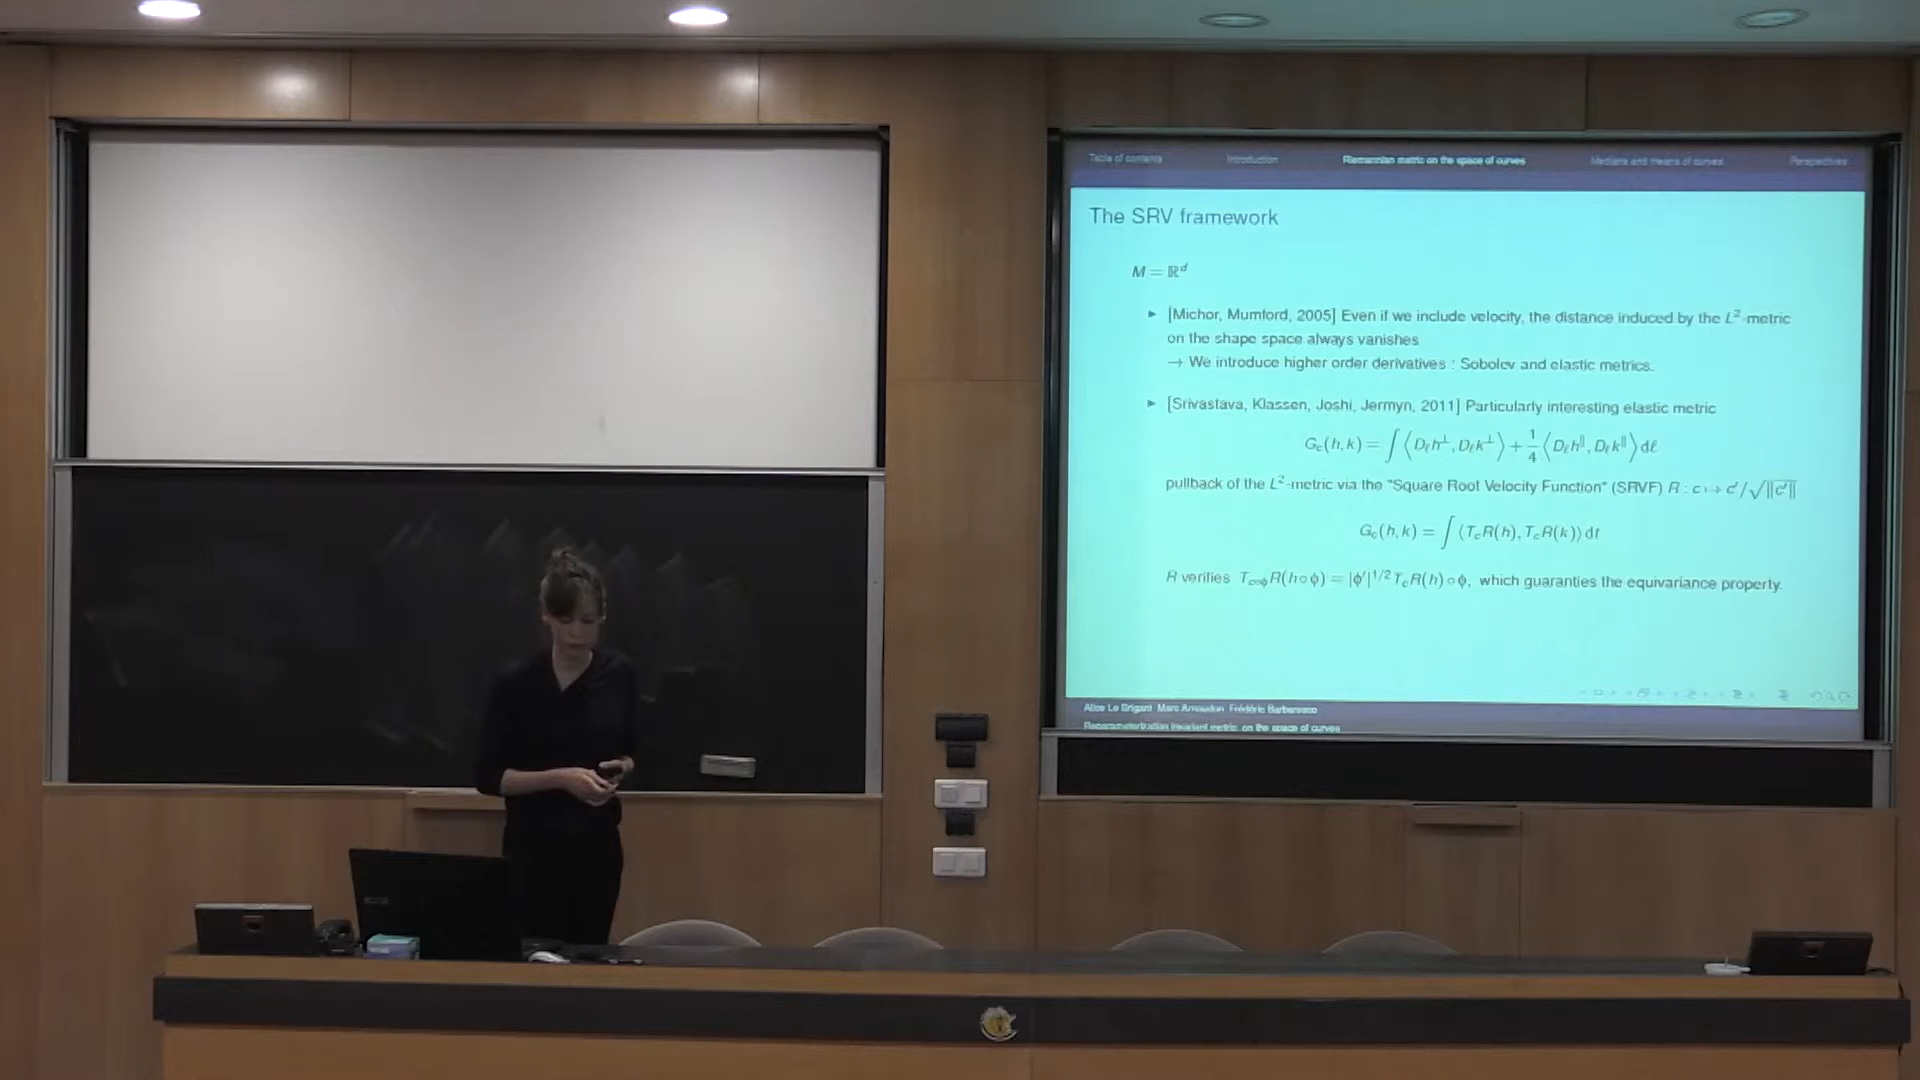 Table of contents Introduction Riemannian metric on the space of curves Medians and means of curves Perspectives
The SRV framework
M = ℝᵈ
► [Michor, Mumford, 2005] Even if we include velocity, the distance induced by the L²-metric
on the shape space always vanishes
→ We introduce higher order derivatives : Sobolev and elastic metrics.
► [Srivastava, Klassen, Joshi, Jermyn, 2011] Particularly interesting elastic metric
G_c(h,k) = ∫ ⟨D_ℓh^⊥, D_ℓk^⊥⟩ + 1/4 ⟨D_ℓh^∥, D_ℓk^∥⟩ dℓ
pullback of the L²-metric via the "Square Root Velocity Function" (SRVF) R : c ↦ c′/√‖c′‖
G_c(h,k) = ∫ ⟨T_cR(h), T_cR(k)⟩ dt
R verifies T_{c∘ϕ}R(h∘ϕ) = |ϕ′|^{1/2} T_cR(h)∘ϕ, which guaranties the equivariance property.
Alice Le Brigant Marc Arnaudon Frédéric Barbaresco
Reparameterization invariant metric on the space of curves